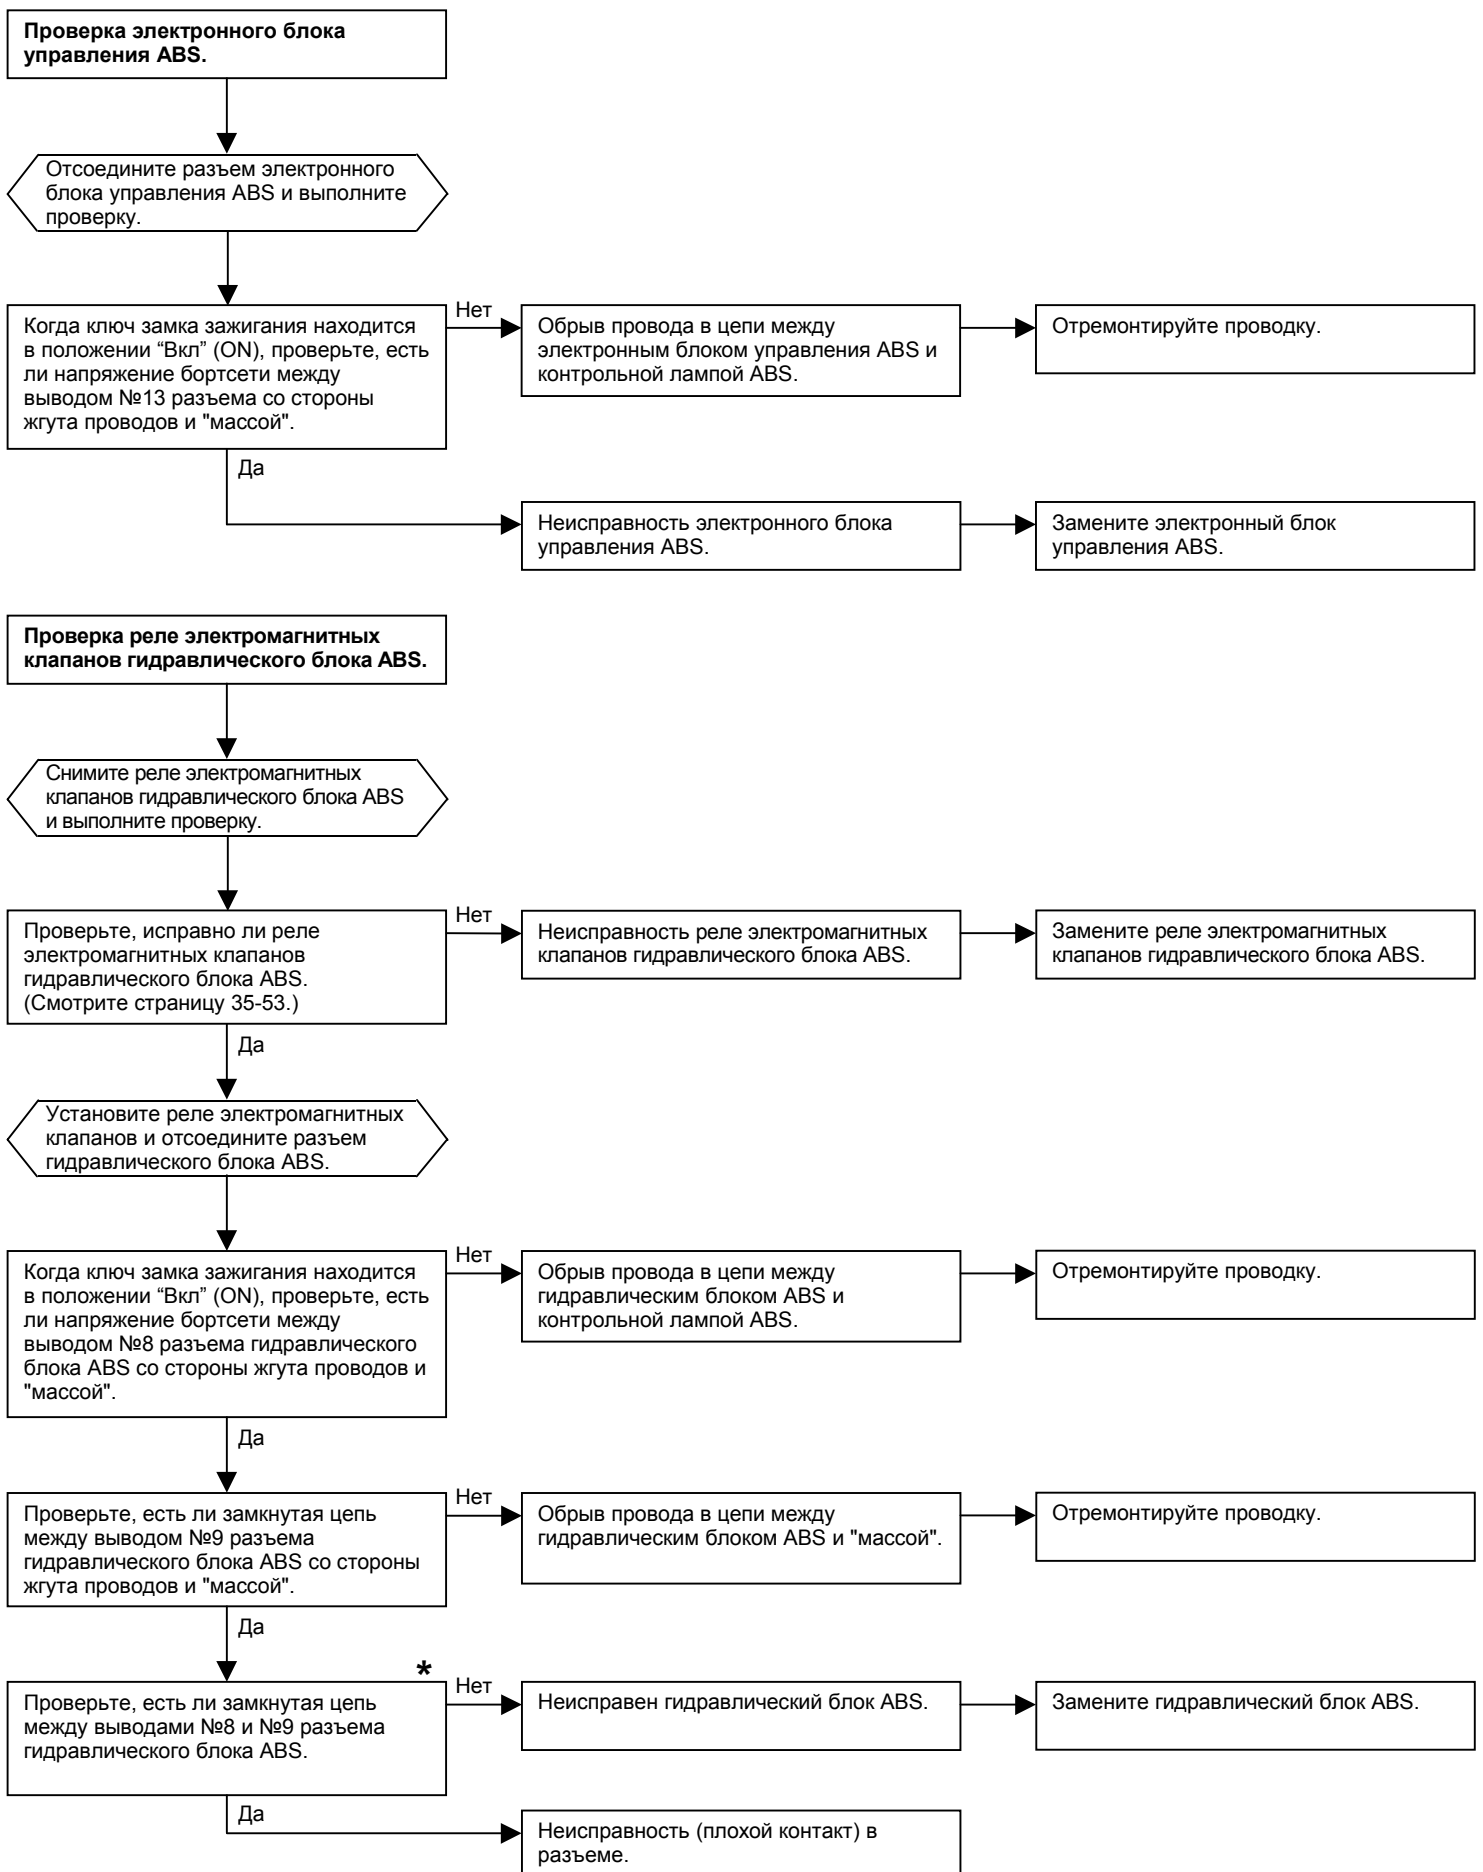 Проверка электронного блока
управления ABS.
Отсоедините разъем электронного
блока управления ABS и выполните
проверку.
Когда ключ замка зажигания находится
в положении “Вкл” (ON), проверьте, есть
ли напряжение бортсети между
выводом №13 разъема со стороны
жгута проводов и "массой".
Нет
Обрыв провода в цепи между
электронным блоком управления ABS и
контрольной лампой ABS.
Отремонтируйте проводку.
Да
Неисправность электронного блока
управления ABS.
Замените электронный блок
управления ABS.
Проверка реле электромагнитных
клапанов гидравлического блока ABS.
Снимите реле электромагнитных
клапанов гидравлического блока ABS
и выполните проверку.
Проверьте, исправно ли реле
электромагнитных клапанов
гидравлического блока ABS.
(Смотрите страницу 35-53.)
Нет
Неисправность реле электромагнитных
клапанов гидравлического блока ABS.
Замените реле электромагнитных
клапанов гидравлического блока ABS.
Да
Установите реле электромагнитных
клапанов и отсоедините разъем
гидравлического блока ABS.
Когда ключ замка зажигания находится
в положении “Вкл” (ON), проверьте, есть
ли напряжение бортсети между
выводом №8 разъема гидравлического
блока ABS со стороны жгута проводов и
"массой".
Нет
Обрыв провода в цепи между
гидравлическим блоком ABS и
контрольной лампой ABS.
Отремонтируйте проводку.
Да
Проверьте, есть ли замкнутая цепь
между выводом №9 разъема
гидравлического блока ABS со стороны
жгута проводов и "массой".
Нет
Обрыв провода в цепи между
гидравлическим блоком ABS и "массой".
Отремонтируйте проводку.
Да
*
Проверьте, есть ли замкнутая цепь
между выводами №8 и №9 разъема
гидравлического блока ABS.
Нет
Неисправен гидравлический блок ABS.
Замените гидравлический блок ABS.
Да
Неисправность (плохой контакт) в
разъеме.